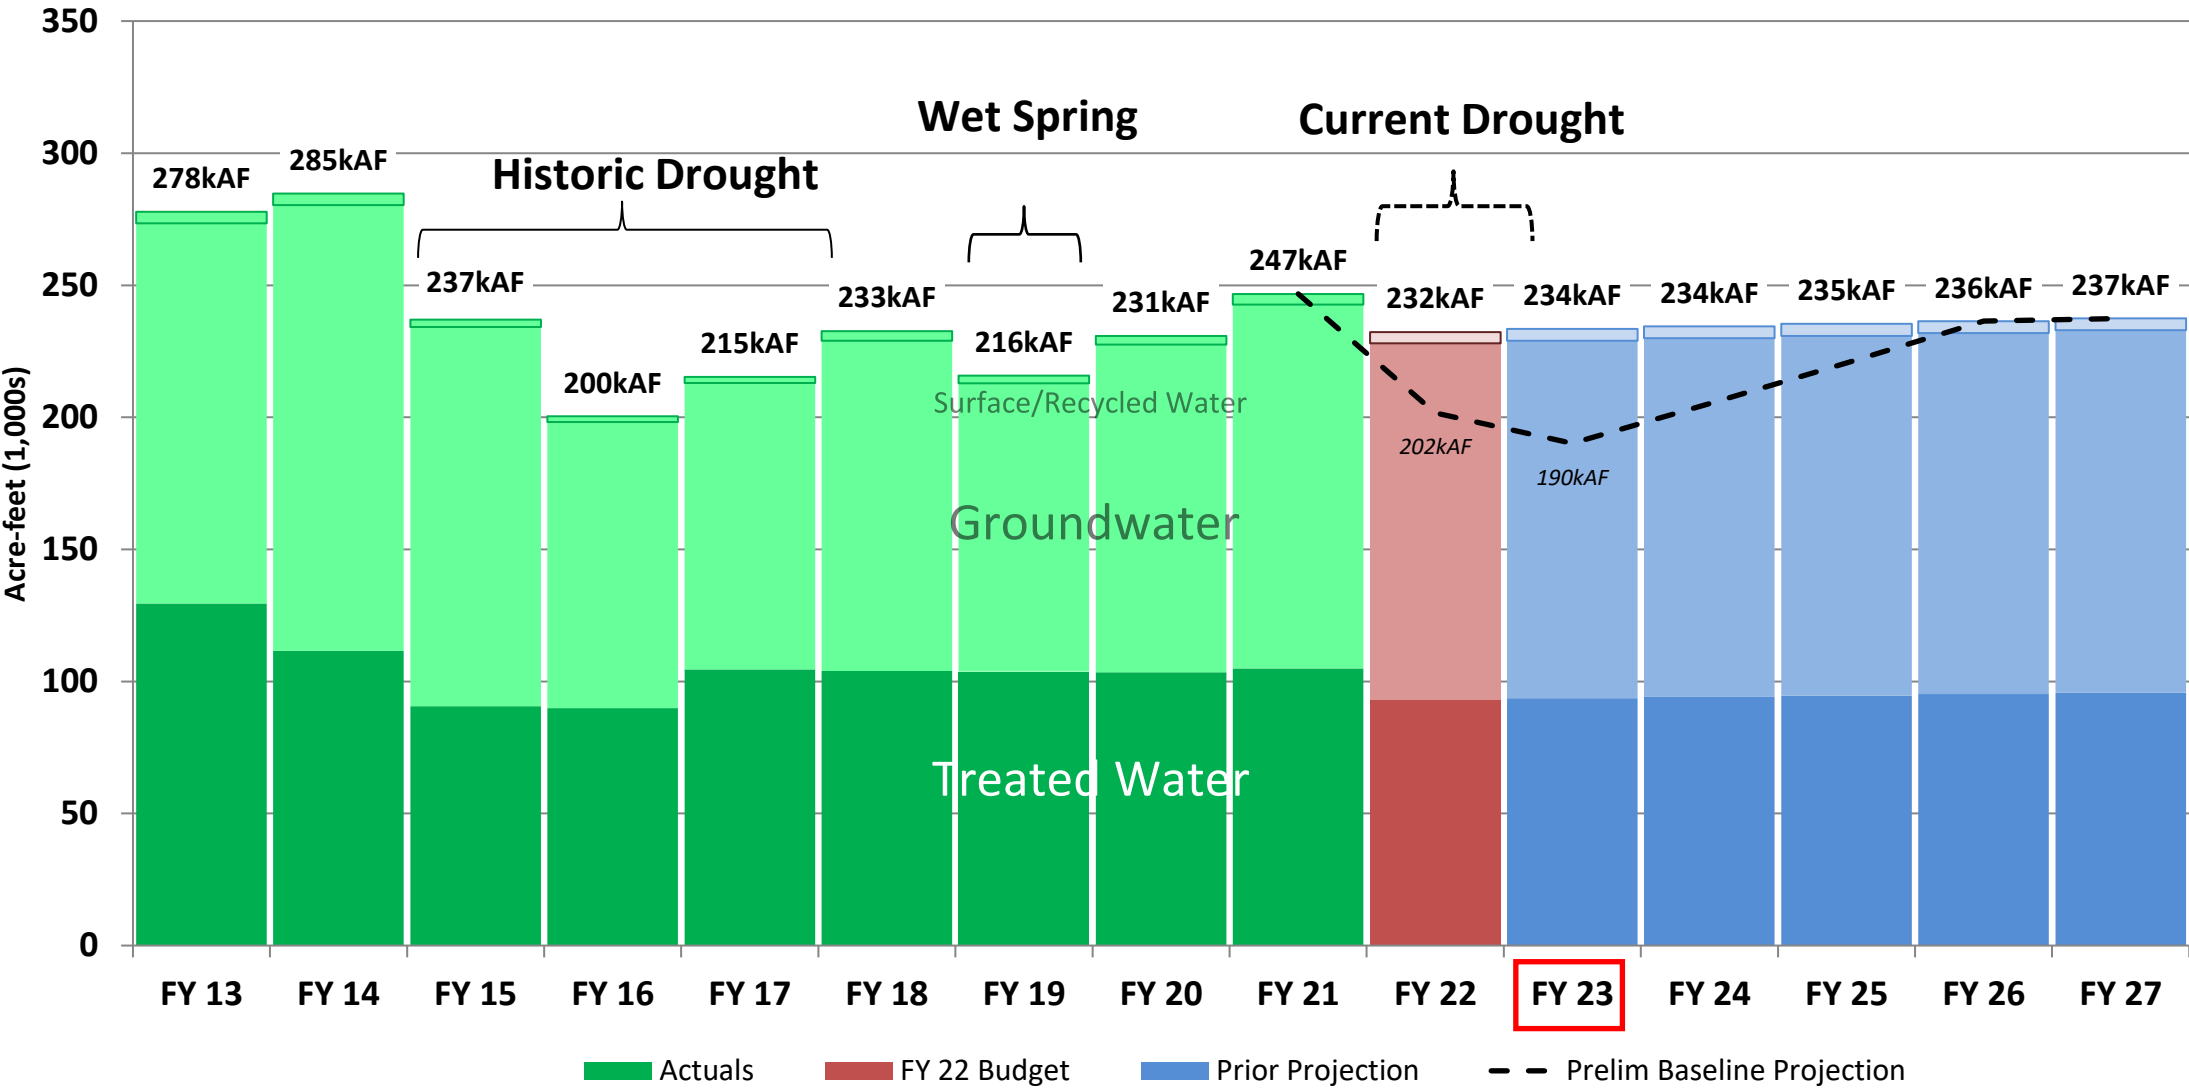 350
300
250
200
150
100
50
0
Acre-feet (1,000s)
Wet Spring
Current Drought
Historic Drought
278kAF
285kAF
237kAF
200kAF
215kAF
233kAF
216kAF
231kAF
247kAF
232kAF
234kAF
234kAF
235kAF
236kAF
237kAF
202kAF
190kAF
Surface/Recycled Water
Groundwater
Treated Water
FY 13
FY 14
FY 15
FY 16
FY 17
FY 18
FY 19
FY 20
FY 21
FY 22
FY 23
FY 24
FY 25
FY 26
FY 27
Actuals
FY 22 Budget
Prior Projection
Prelim Baseline Projection